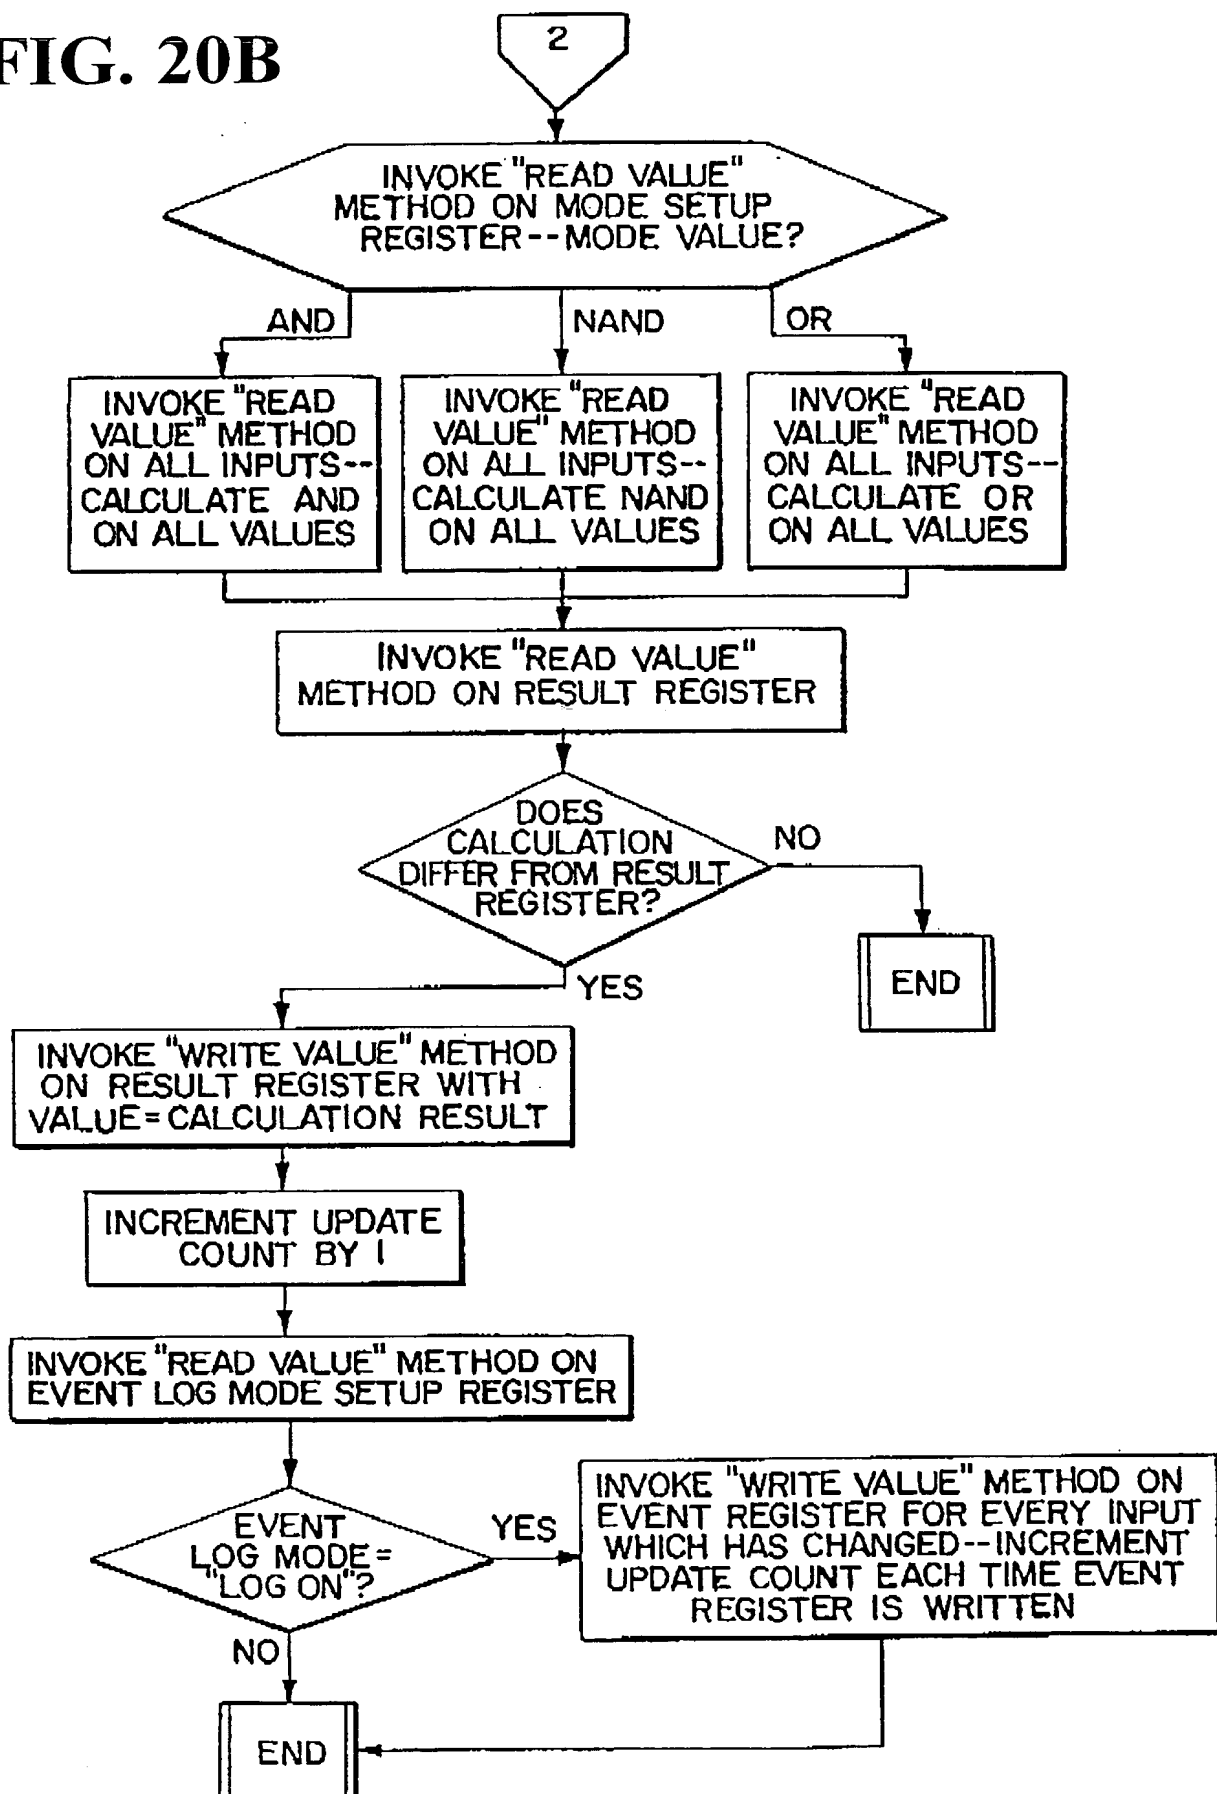 FIG. 20B
2
INVOKE "READ VALUE"
METHOD ON MODE SETUP
REGISTER--MODE VALUE?
AND
NAND
OR
INVOKE "READ
VALUE" METHOD
ON ALL INPUTS--
CALCULATE AND
ON ALL VALUES
INVOKE "READ
VALUE" METHOD
ON ALL INPUTS--
CALCULATE NAND
ON ALL VALUES
INVOKE "READ
VALUE" METHOD
ON ALL INPUTS--
CALCULATE OR
ON ALL VALUES
INVOKE "READ VALUE"
METHOD ON RESULT REGISTER
DOES
CALCULATION
DIFFER FROM RESULT
REGISTER?
NO
END
YES
INVOKE "WRITE VALUE" METHOD
ON RESULT REGISTER WITH
VALUE=CALCULATION RESULT
INCREMENT UPDATE
COUNT BY 1
INVOKE "READ VALUE" METHOD ON
EVENT LOG MODE SETUP REGISTER
EVENT
LOG MODE=
"LOG ON"?
YES
INVOKE "WRITE VALUE" METHOD ON
EVENT REGISTER FOR EVERY INPUT
WHICH HAS CHANGED--INCREMENT
UPDATE COUNT EACH TIME EVENT
REGISTER IS WRITTEN
NO
END